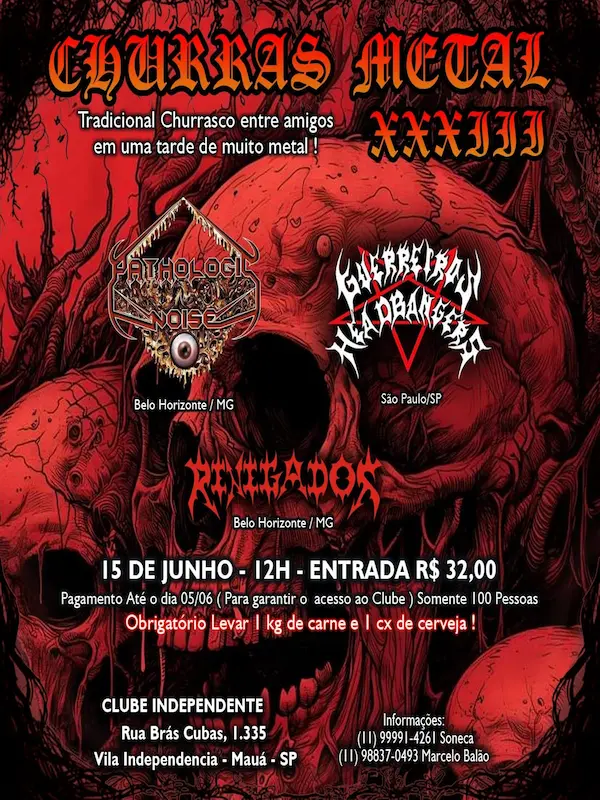 CHURRAS METAL
XXXIII
Tradicional Churrasco entre amigos
em uma tarde de muito metal !
PATHOLOGIC
NOISE
Belo Horizonte / MG
GUERREIROS
HEADBANGERS
São Paulo/SP
RENEGADOS
Belo Horizonte / MG
15 DE JUNHO - 12H - ENTRADA R$ 32,00
Pagamento Até o dia 05/06 ( Para garantir o acesso ao Clube ) Somente 100 Pessoas
Obrigatório Levar 1 kg de carne e 1 cx de cerveja !
CLUBE INDEPENDENTE
Rua Brás Cubas, 1.335
Vila Independencia - Mauá - SP
Informações:
(11) 99991-4261 Soneca
(11) 98837-0493 Marcelo Balão